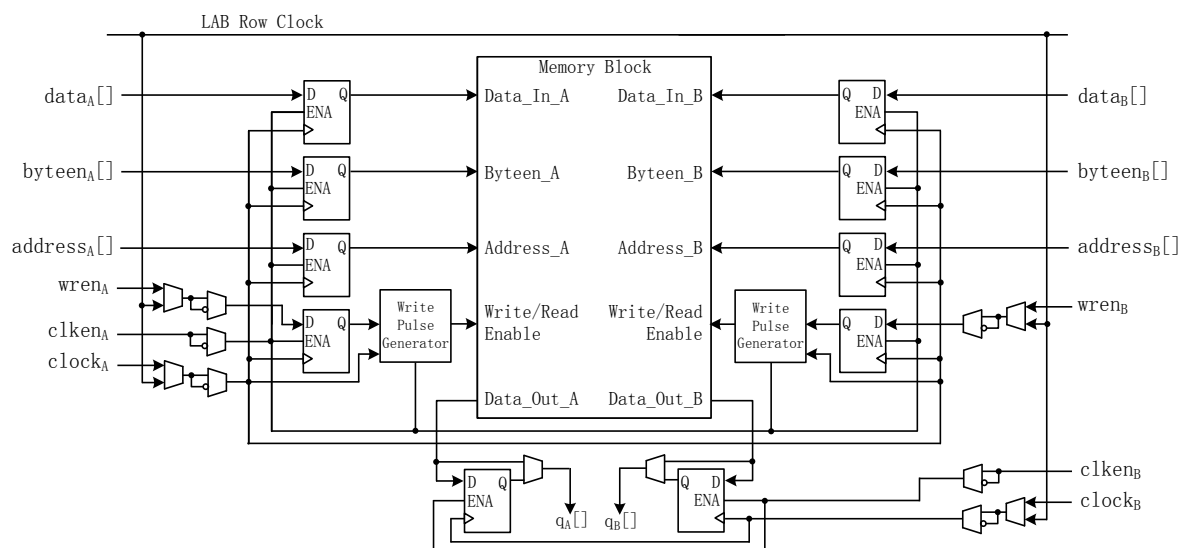 LAB Row Clock
Memory Block
dataA[]
D Q
ENA
Data_In_A
Data_In_B
Q D
ENA
dataB[]
byteenA[]
D Q
ENA
Byteen_A
Byteen_B
Q D
ENA
byteenB[]
addressA[]
D Q
ENA
Address_A
Address_B
Q D
ENA
addressB[]
wrenA
clkenA
clockA
D Q
ENA
Write
Pulse
Generator
Write/Read
Enable
Write/Read
Enable
Write
Pulse
Generator
Q D
ENA
wrenB
Data_Out_A
Data_Out_B
D Q
ENA
qA[]
qB[]
Q D
ENA
clkenB
clockB